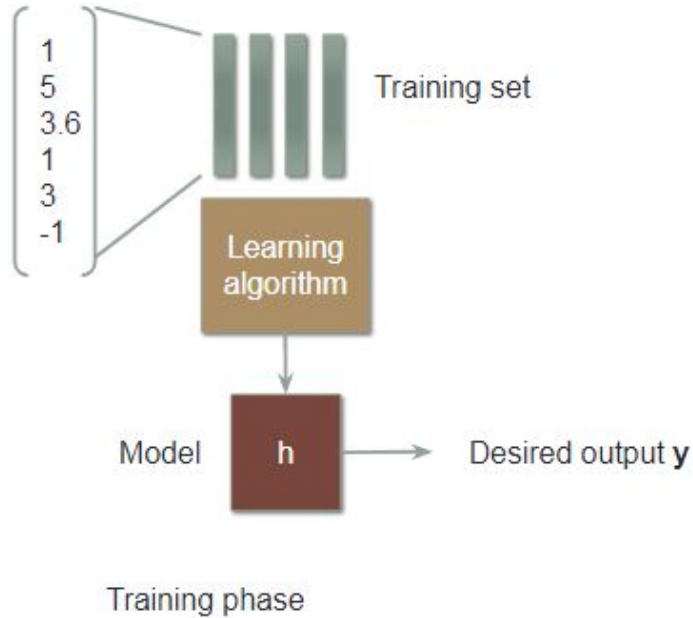 1
5
3.6
1
3
-1
Training set
Learning
algorithm
Model
h
Desired output y
Training phase